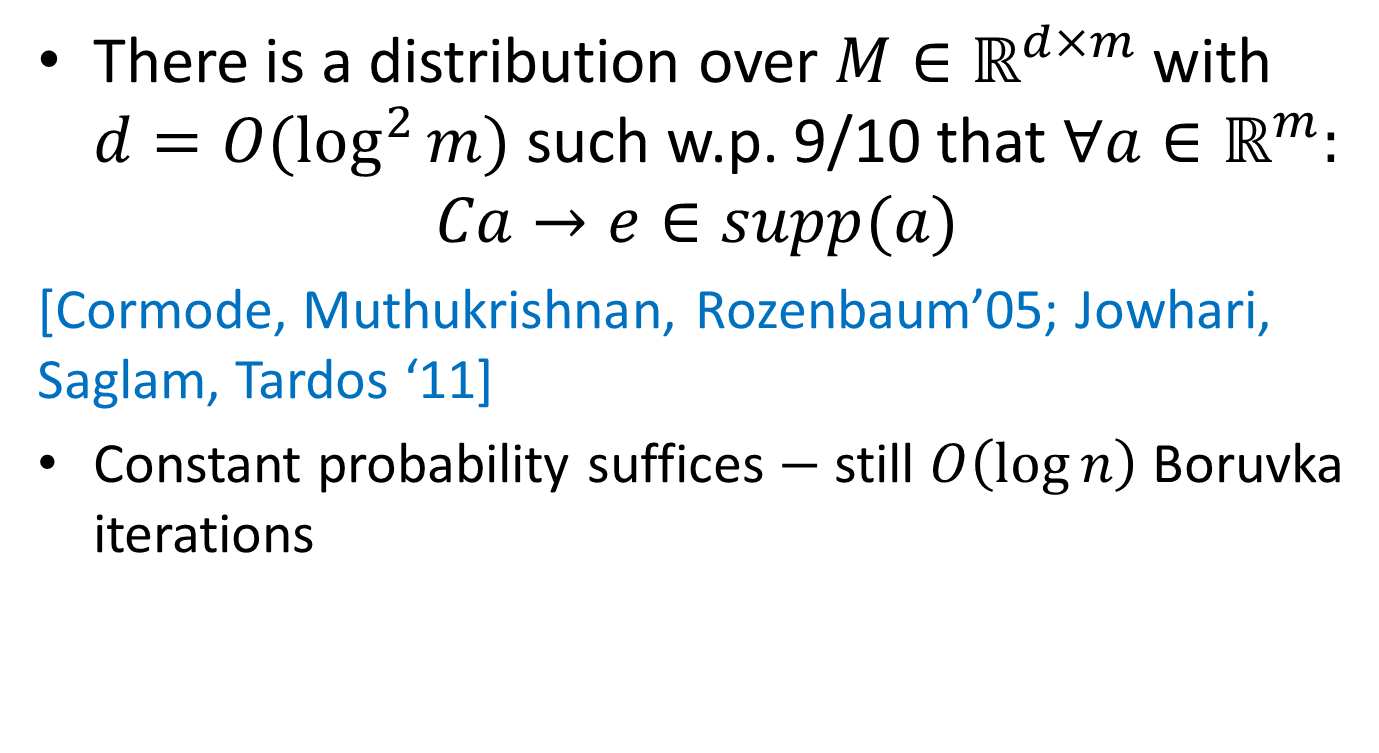 • There is a distribution over 𝑀 ∈ ℝ^{𝑑×𝑚} with
𝑑 = 𝑂(log² 𝑚) such w.p. 9/10 that ∀𝑎 ∈ ℝ^𝑚:
𝐶𝑎 → 𝑒 ∈ 𝑠𝑢𝑝𝑝(𝑎)
[Cormode, Muthukrishnan, Rozenbaum’05; Jowhari,
Saglam, Tardos ‘11]
• Constant probability suffices – still 𝑂(log 𝑛) Boruvka
iterations